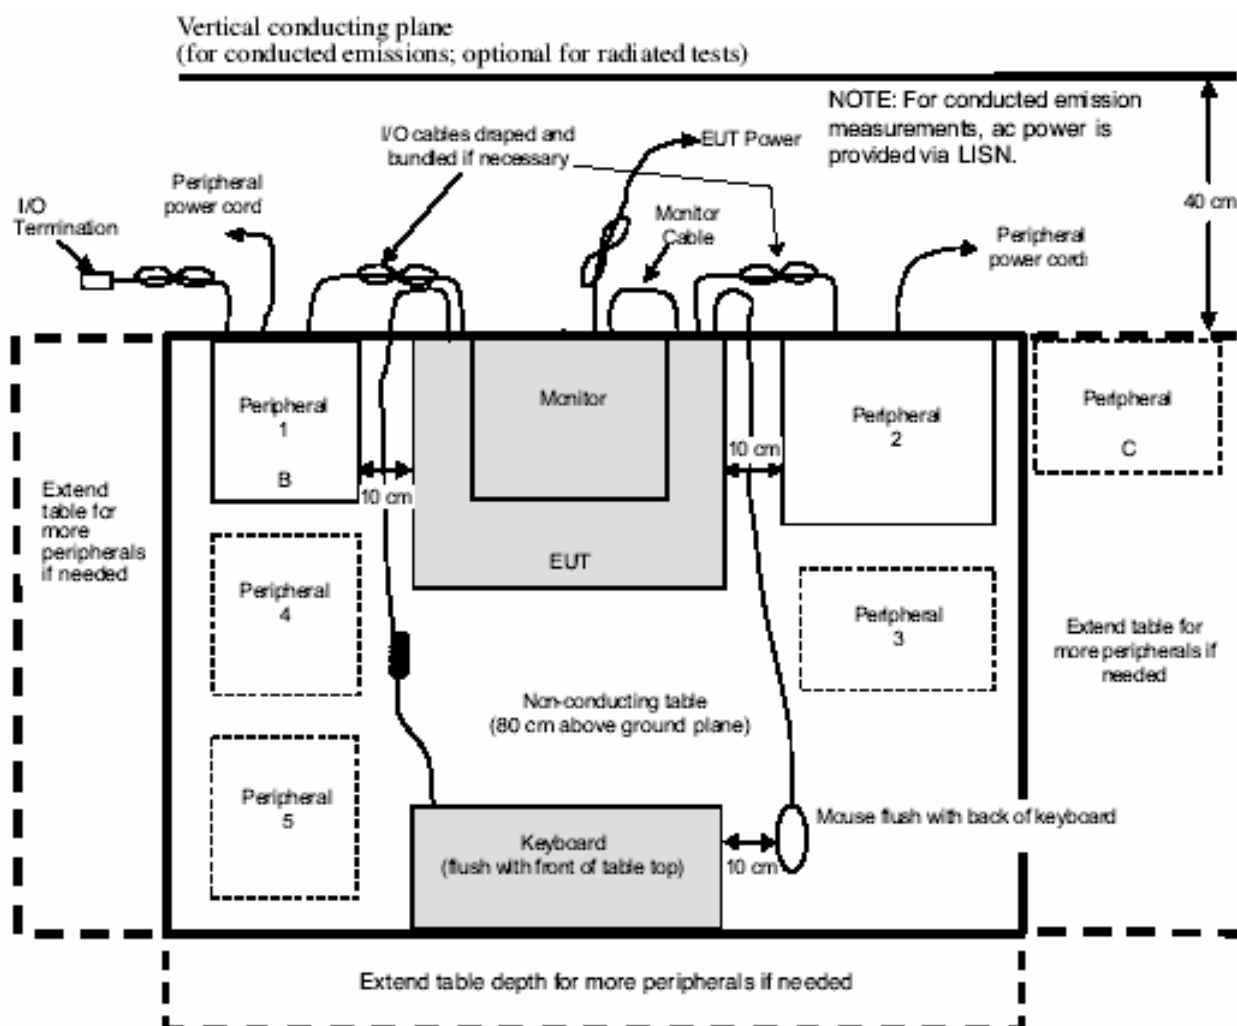 Vertical conducting plane
(for conducted emissions; optional for radiated tests)
NOTE: For conducted emission
measurements, ac power is
provided via LISN.
I/O cables draped and
bundled if necessary
EUT Power
40 cm
Peripheral
power cord
I/O
Termination
Monitor
Cable
Peripheral
power cord
Peripheral
1
B
Monitor
Peripheral
2
Peripheral
C
10 cm
10 cm
Extend
table for
more
peripherals
if needed
EUT
Peripheral
4
Peripheral
3
Extend table for
more peripherals if
needed
Non-conducting table
(80 cm above ground plane)
Peripheral
5
Mouse flush with back of keyboard
Keyboard
(flush with front of table top)
10 cm
Extend table depth for more peripherals if needed